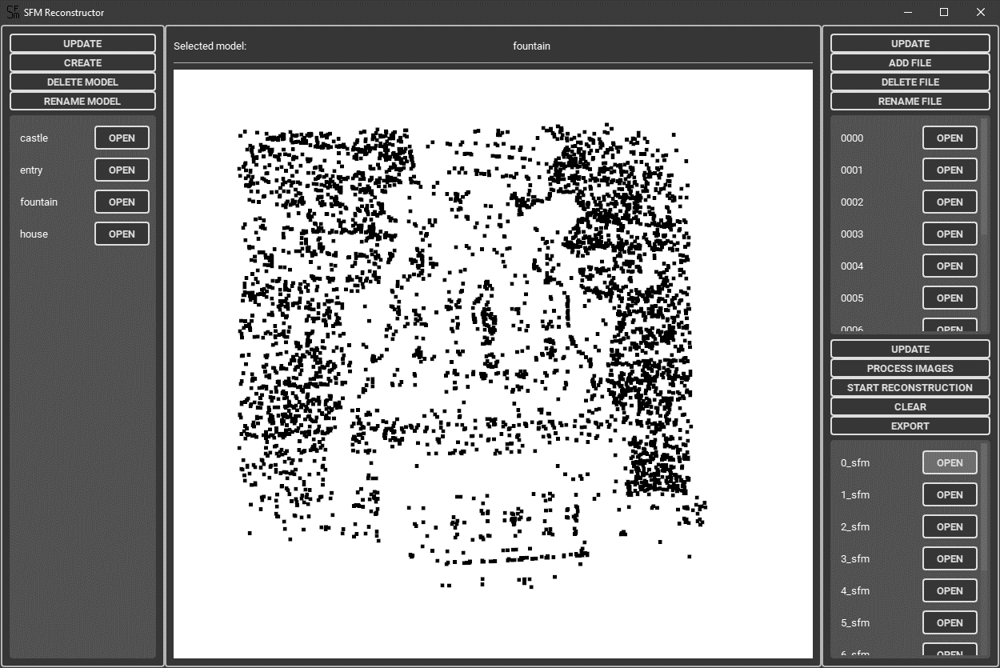 SFm SFM Reconstructor
UPDATE
CREATE
DELETE MODEL
RENAME MODEL
castle OPEN
entry OPEN
fountain OPEN
house OPEN
Selected model: fountain
UPDATE
ADD FILE
DELETE FILE
RENAME FILE
0000 OPEN
0001 OPEN
0002 OPEN
0003 OPEN
0004 OPEN
0005 OPEN
0006 OPEN
UPDATE
PROCESS IMAGES
START RECONSTRUCTION
CLEAR
EXPORT
0_sfm OPEN
1_sfm OPEN
2_sfm OPEN
3_sfm OPEN
4_sfm OPEN
5_sfm OPEN
6_sfm OPEN